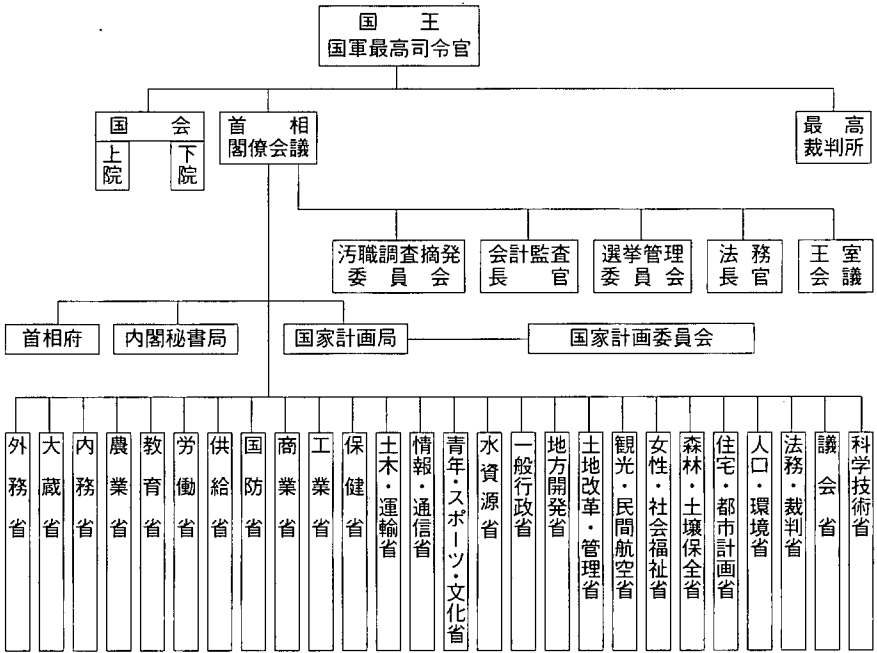 国王
国軍最高司令官
国会
上院
下院
首相
閣僚会議
最高
裁判所
汚職調査摘発
委員会
会計監査
長官
選挙管理
委員会
法務
長官
王室
会議
首相府
内閣秘書局
国家計画局
国家計画委員会
外務省
大蔵省
内務省
農業省
教育省
労働省
供給省
国防省
商業省
工業省
保健省
土木・運輸省
情報・通信省
青年・スポーツ・文化省
水資源省
一般行政省
地方開発省
土地改革・管理省
観光・民間航空省
女性・社会福祉省
森林・土壌保全省
住宅・都市計画省
人口・環境省
法務・裁判省
議会省
科学技術省